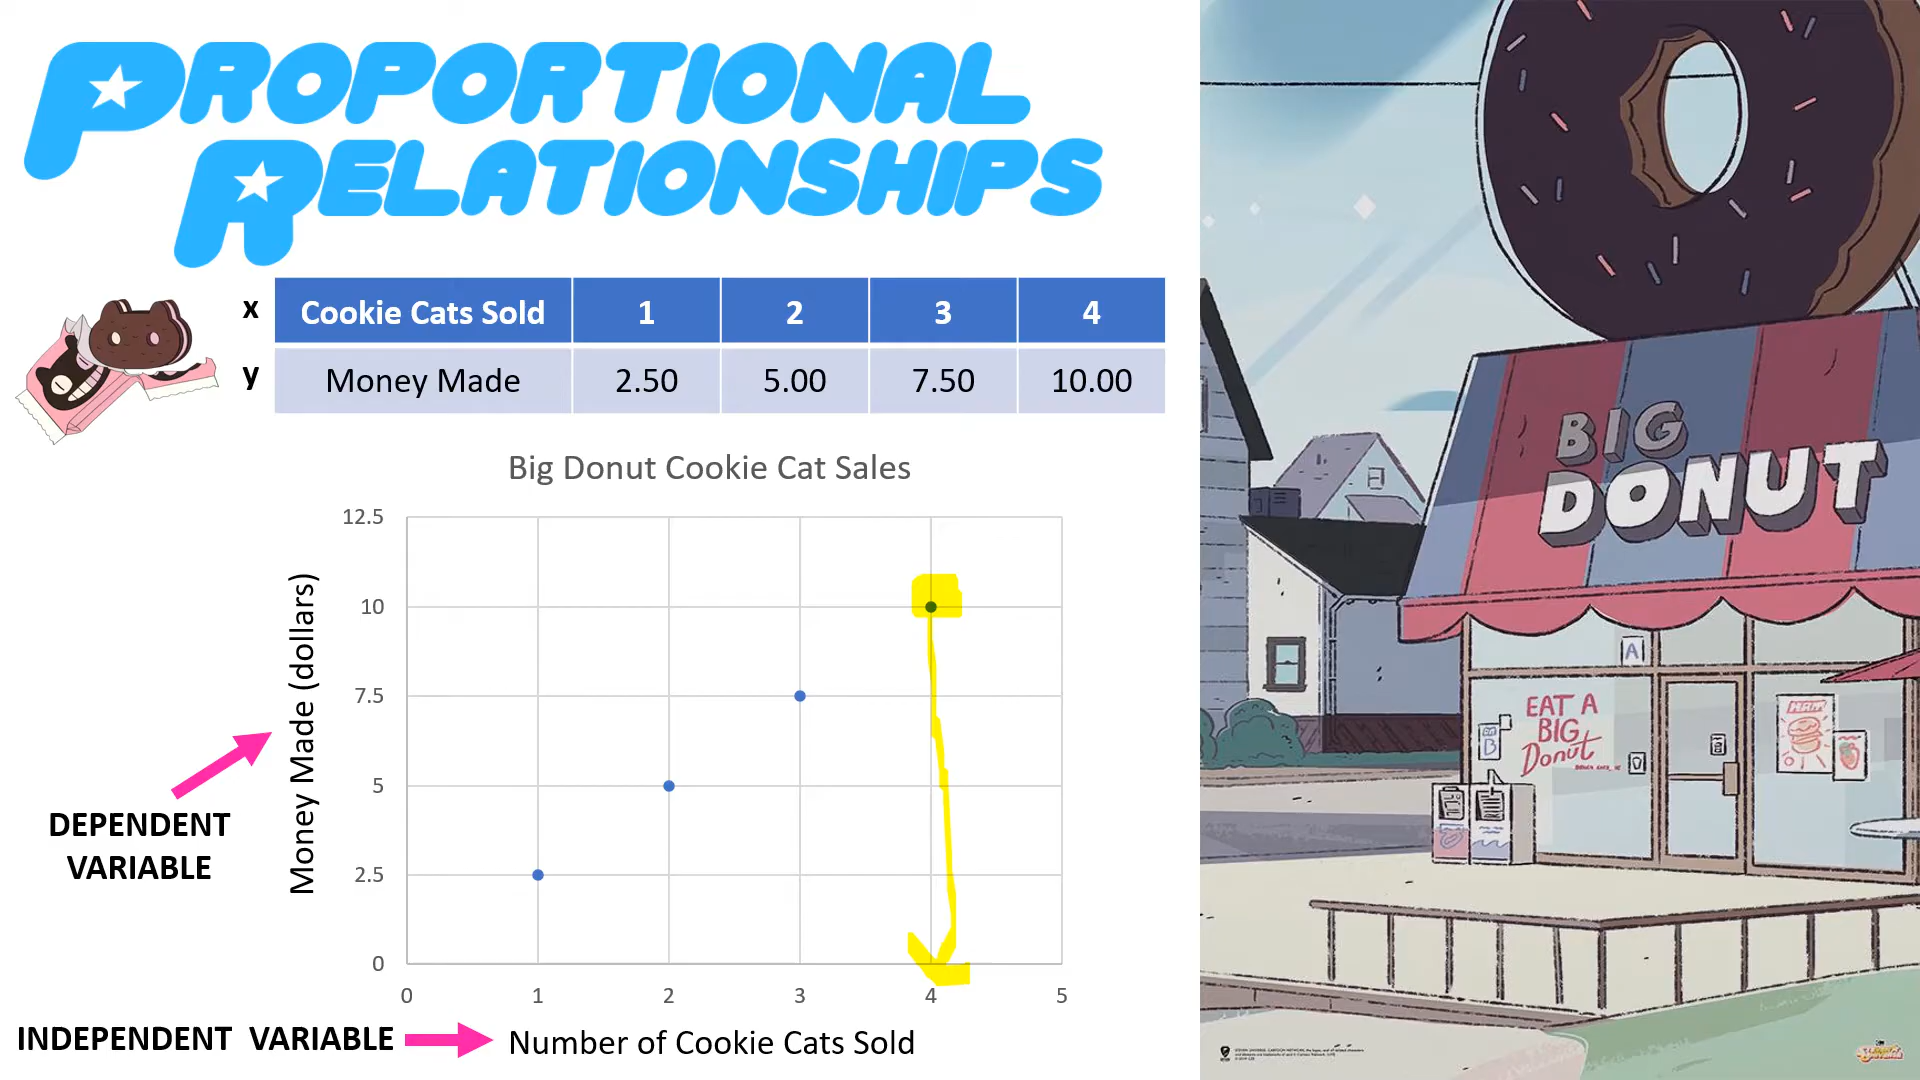 PROPORTIONAL
RELATIONSHIPS
x Cookie Cats Sold 1 2 3 4
y Money Made 2.50 5.00 7.50 10.00
Big Donut Cookie Cat Sales
12.5
10
7.5
5
2.5
0
0 1 2 3 4 5
Money Made (dollars)
Number of Cookie Cats Sold
DEPENDENT
VARIABLE
INDEPENDENT VARIABLE
BIG
DONUT
A
EAT A
BIG
Donut
B